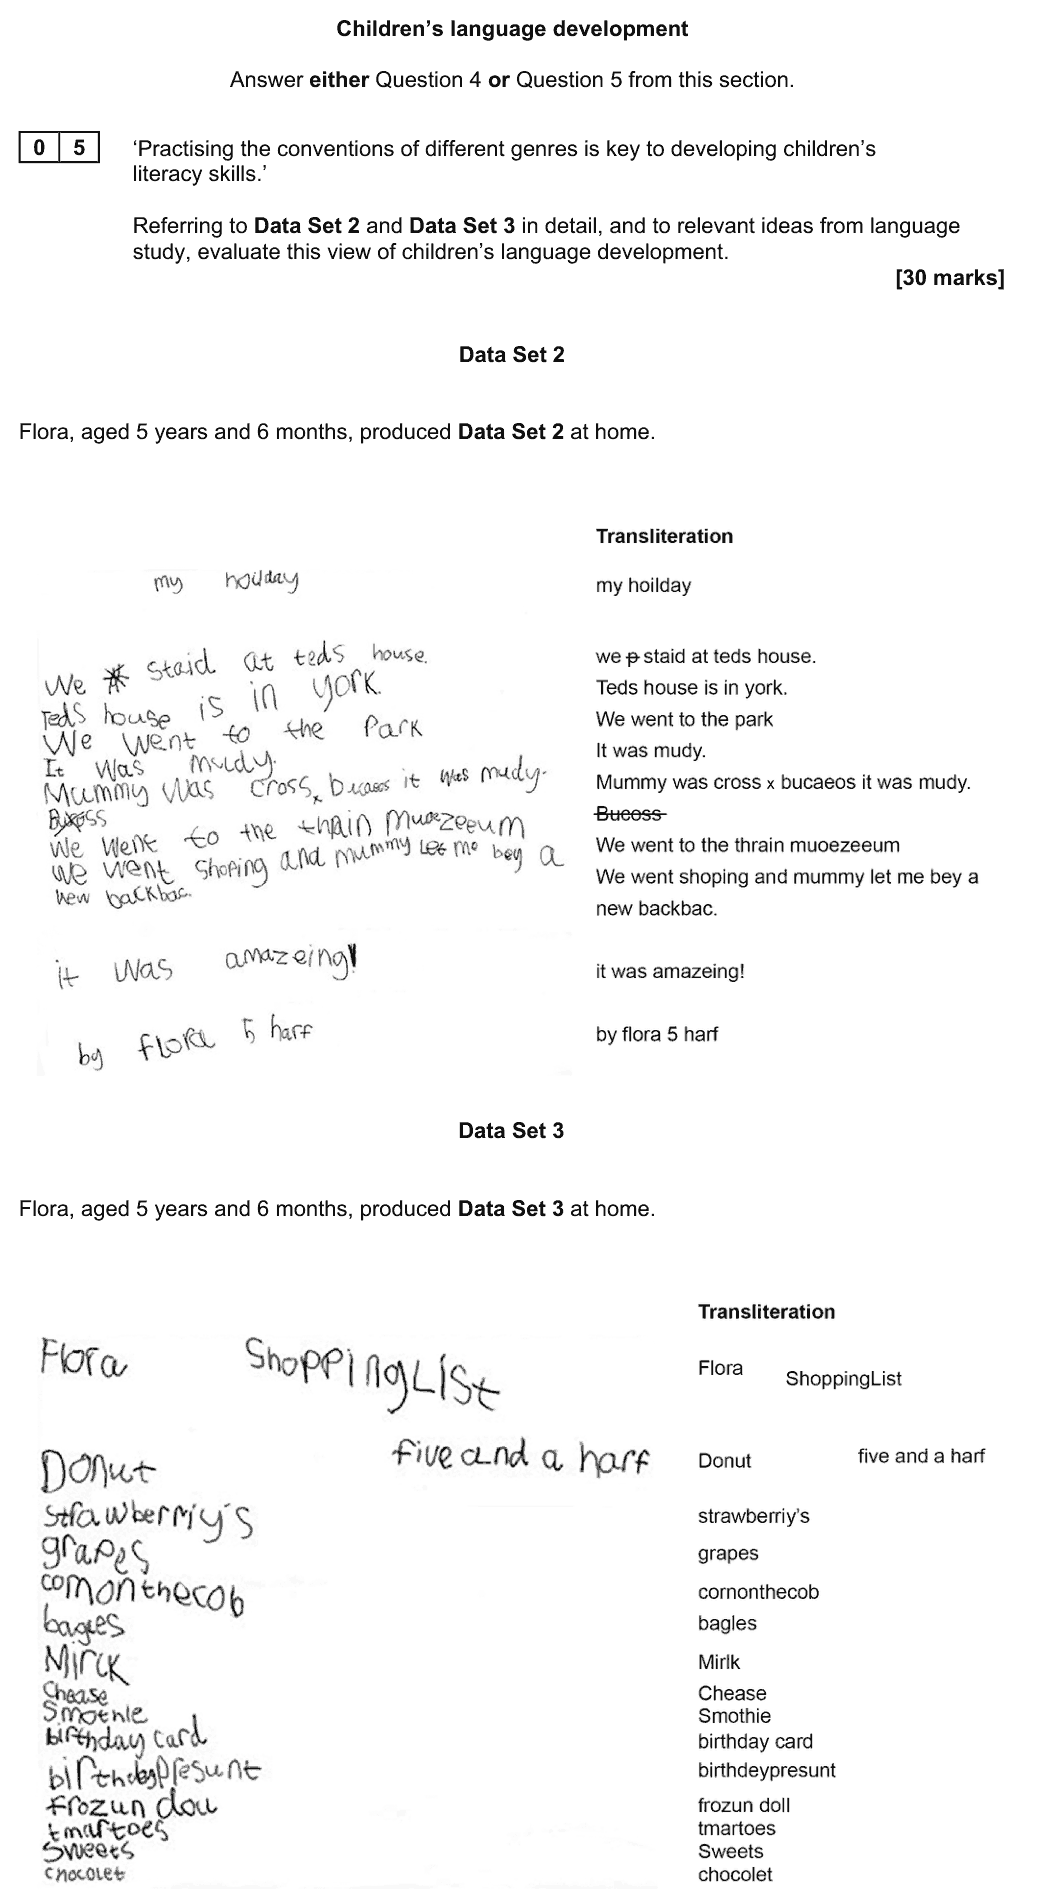 Children's language development
Answer either Question 4 or Question 5 from this section.
0 5
'Practising the conventions of different genres is key to developing children's
literacy skills.'
Referring to Data Set 2 and Data Set 3 in detail, and to relevant ideas from language
study, evaluate this view of children's language development.
[30 marks]
Data Set 2
Flora, aged 5 years and 6 months, produced Data Set 2 at home.
my hoilday
We staid at teds house.
Teds house is in york.
We went to the Park
It was mudy.
Mummy was cross x bucaeos it was mudy.
Bucoss
We went to the thrain muoezeeum
We went shoping and mummy Let me bey a
new backbac.
it was amazeing!
by flora 5 harf
Transliteration
my hoilday
we p staid at teds house.
Teds house is in york.
We went to the park
It was mudy.
Mummy was cross x bucaeos it was mudy.
Bucoss
We went to the thrain muoezeeum
We went shoping and mummy let me bey a
new backbac.
it was amazeing!
by flora 5 harf
Data Set 3
Flora, aged 5 years and 6 months, produced Data Set 3 at home.
Flora ShoppingList
five and a harf
Donut
strawberriy's
grapes
cornonthecob
bagles
Mirlk
Chease
Smothie
birthday card
birthdeypresunt
frozun doll
tmartoes
Sweets
chocolet
Transliteration
Flora
ShoppingList
Donut
five and a harf
strawberriy's
grapes
cornonthecob
bagles
Mirlk
Chease
Smothie
birthday card
birthdeypresunt
frozun doll
tmartoes
Sweets
chocolet